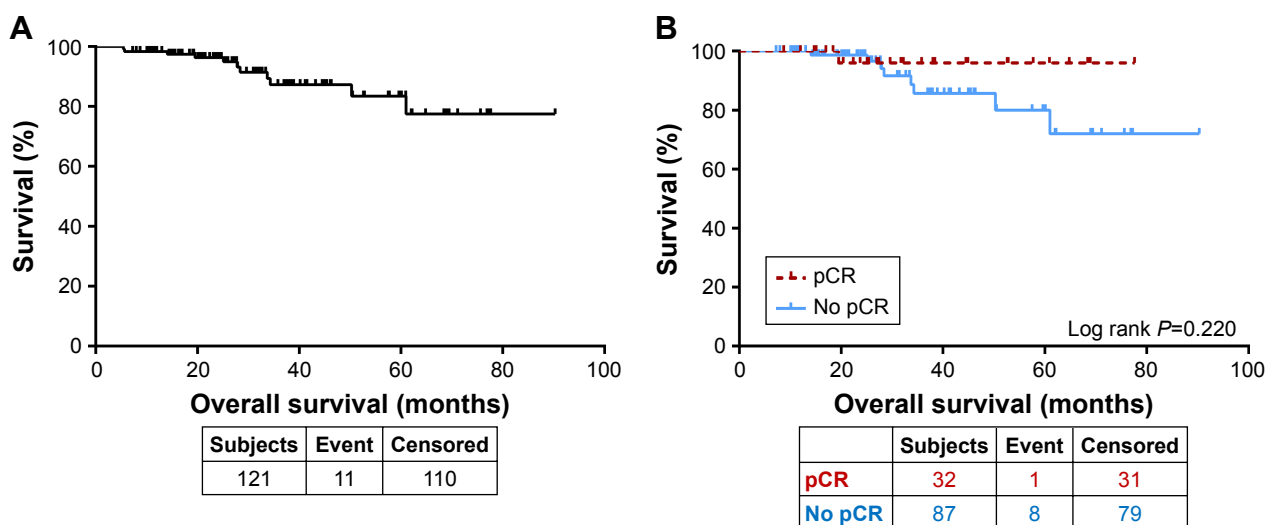 A
Survival (%)
100
80
60
40
20
0
0 20 40 60 80 100
Overall survival (months)
Subjects Event Censored
121 11 110
B
Survival (%)
100
80
60
40
20
0
pCR
No pCR
Log rank P=0.220
0 20 40 60 80 100
Overall survival (months)
Subjects Event Censored
pCR 32 1 31
No pCR 87 8 79